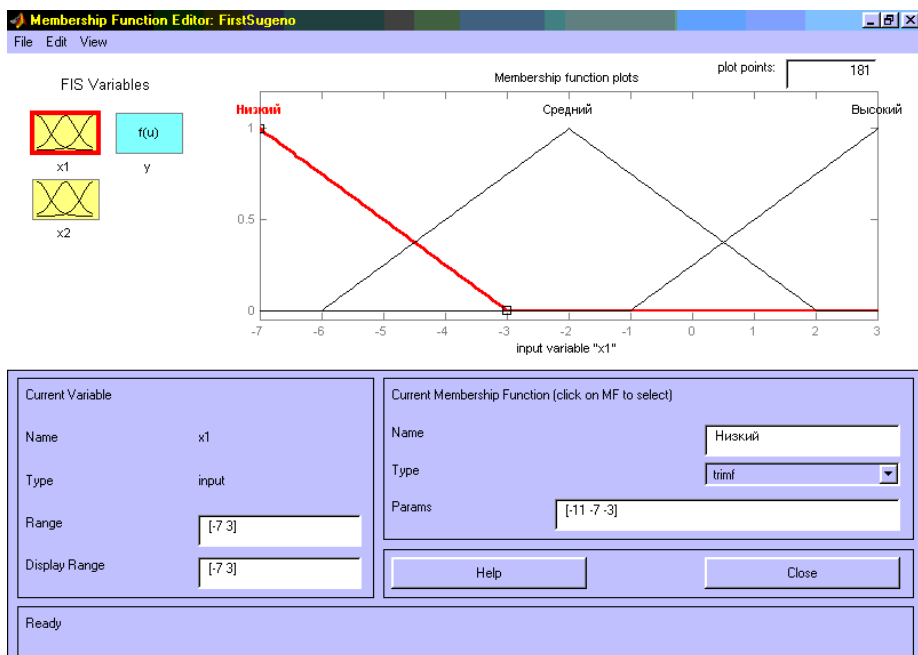 Membership Function Editor: FirstSugeno
File Edit View
FIS Variables
f(u)
x1
y
x2
Membership function plots
plot points:
181
Низкий
Средний
Высокий
1
0.5
0
-7 -6 -5 -4 -3 -2 -1 0 1 2 3
input variable "x1"
Current Variable
Name x1
Type input
Range [-7 3]
Display Range [-7 3]
Current Membership Function (click on MF to select)
Name Низкий
Type trimf
Params [-11 -7 -3]
Help
Close
Ready